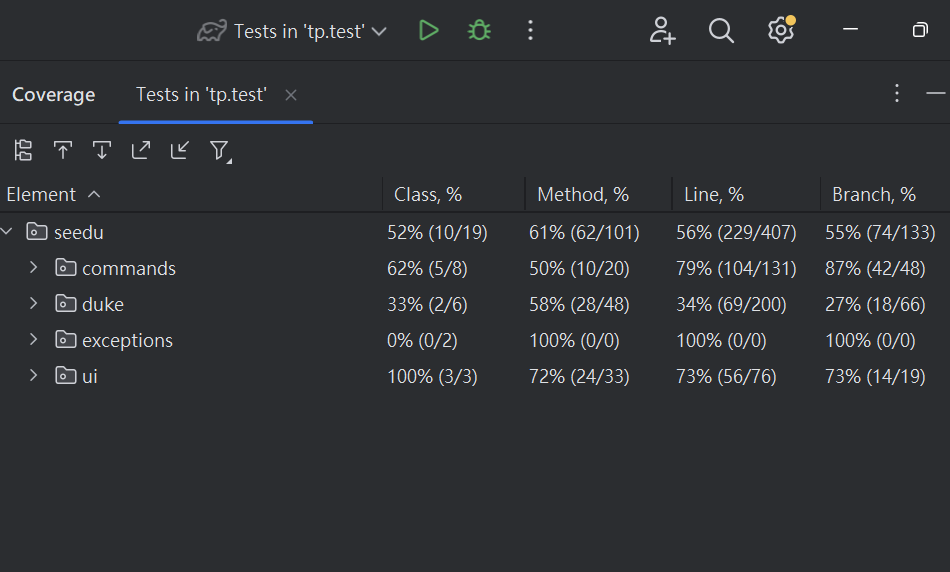 Tests in 'tp.test'
Coverage Tests in 'tp.test'
Element Class, % Method, % Line, % Branch, %
seedu 52% (10/19) 61% (62/101) 56% (229/407) 55% (74/133)
commands 62% (5/8) 50% (10/20) 79% (104/131) 87% (42/48)
duke 33% (2/6) 58% (28/48) 34% (69/200) 27% (18/66)
exceptions 0% (0/2) 100% (0/0) 100% (0/0) 100% (0/0)
ui 100% (3/3) 72% (24/33) 73% (56/76) 73% (14/19)